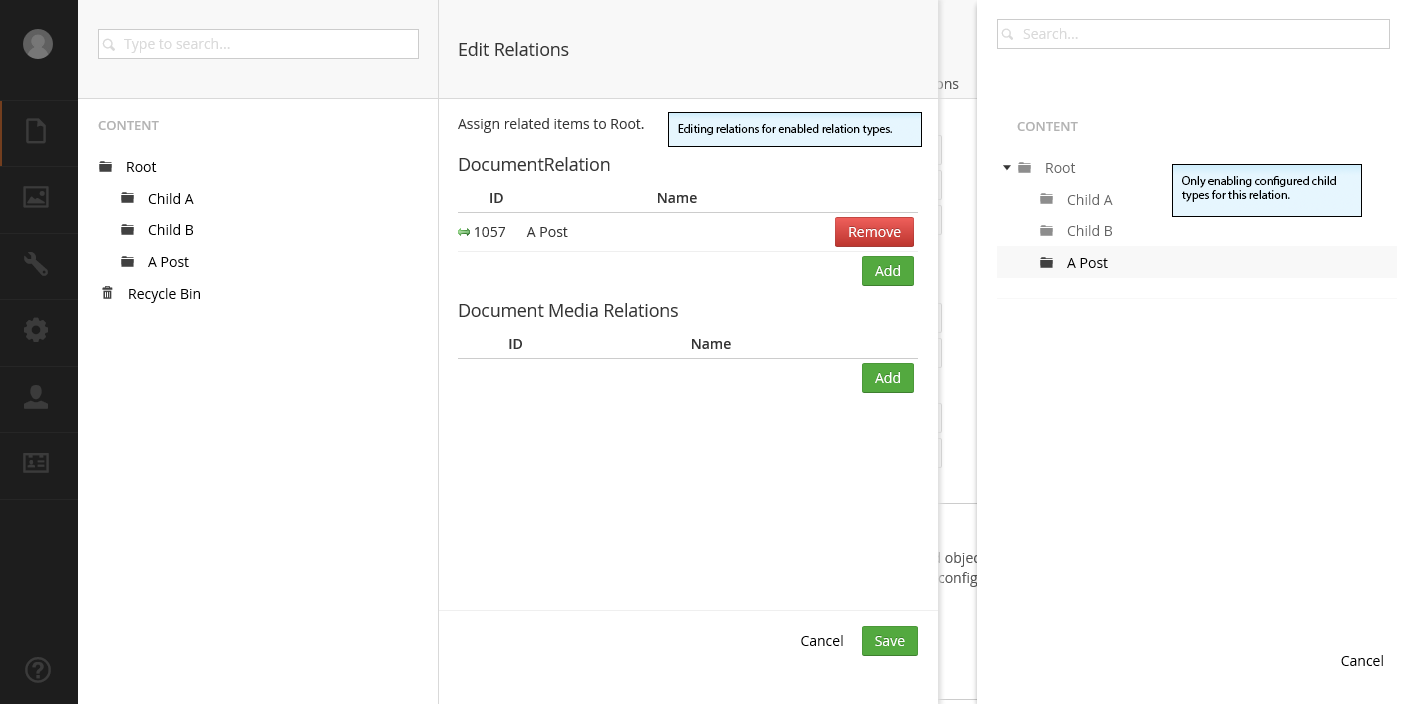 Type to search...
CONTENT
Root
Child A
Child B
A Post
Recycle Bin
Edit Relations
Assign related items to Root.
Editing relations for enabled relation types.
DocumentRelation
ID Name
1057 A Post Remove
Add
Document Media Relations
ID Name
Add
Cancel Save
ons
objec
config
Search...
CONTENT
Root
Child A
Child B
A Post
Only enabling configured child
types for this relation.
Cancel